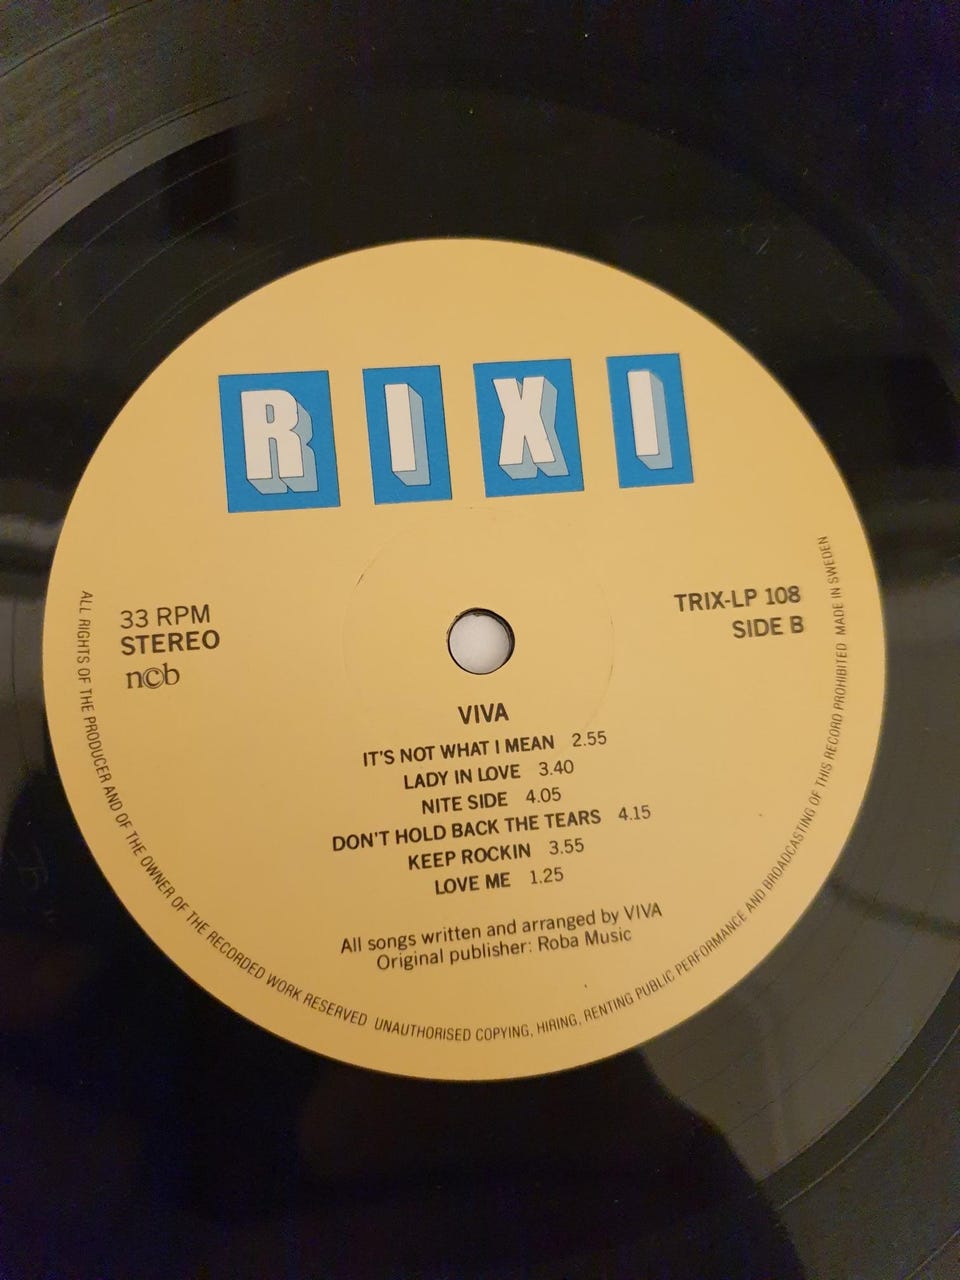 RIXI
33 RPM
STEREO
n©b
TRIX-LP 108
SIDE B
VIVA
IT'S NOT WHAT I MEAN 2.55
LADY IN LOVE 3.40
NITE SIDE 4.05
DON'T HOLD BACK THE TEARS 4.15
KEEP ROCKIN 3.55
LOVE ME 1.25
All songs written and arranged by VIVA
Original publisher: Roba Music
ALL RIGHTS OF THE PRODUCER AND OF THE OWNER OF THE RECORDED WORK RESERVED UNAUTHORISED COPYING, HIRING, RENTING PUBLIC PERFORMANCE AND BROADCASTING OF THIS RECORD PROHIBITED MADE IN SWEDEN